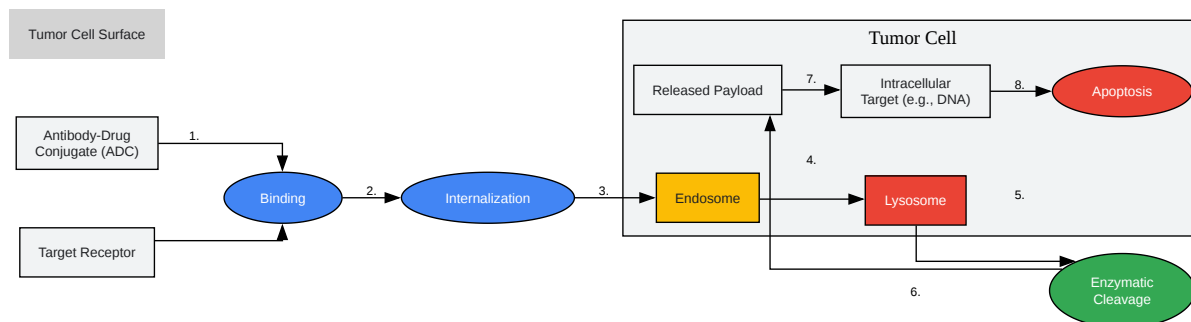 Tumor Cell Surface
Tumor Cell
Released Payload
7.
Intracellular
Target (e.g., DNA)
8.
Apoptosis
Antibody-Drug
Conjugate (ADC)
1.
Binding
2.
Internalization
3.
Endosome
4.
Lysosome
5.
Target Receptor
6.
Enzymatic
Cleavage